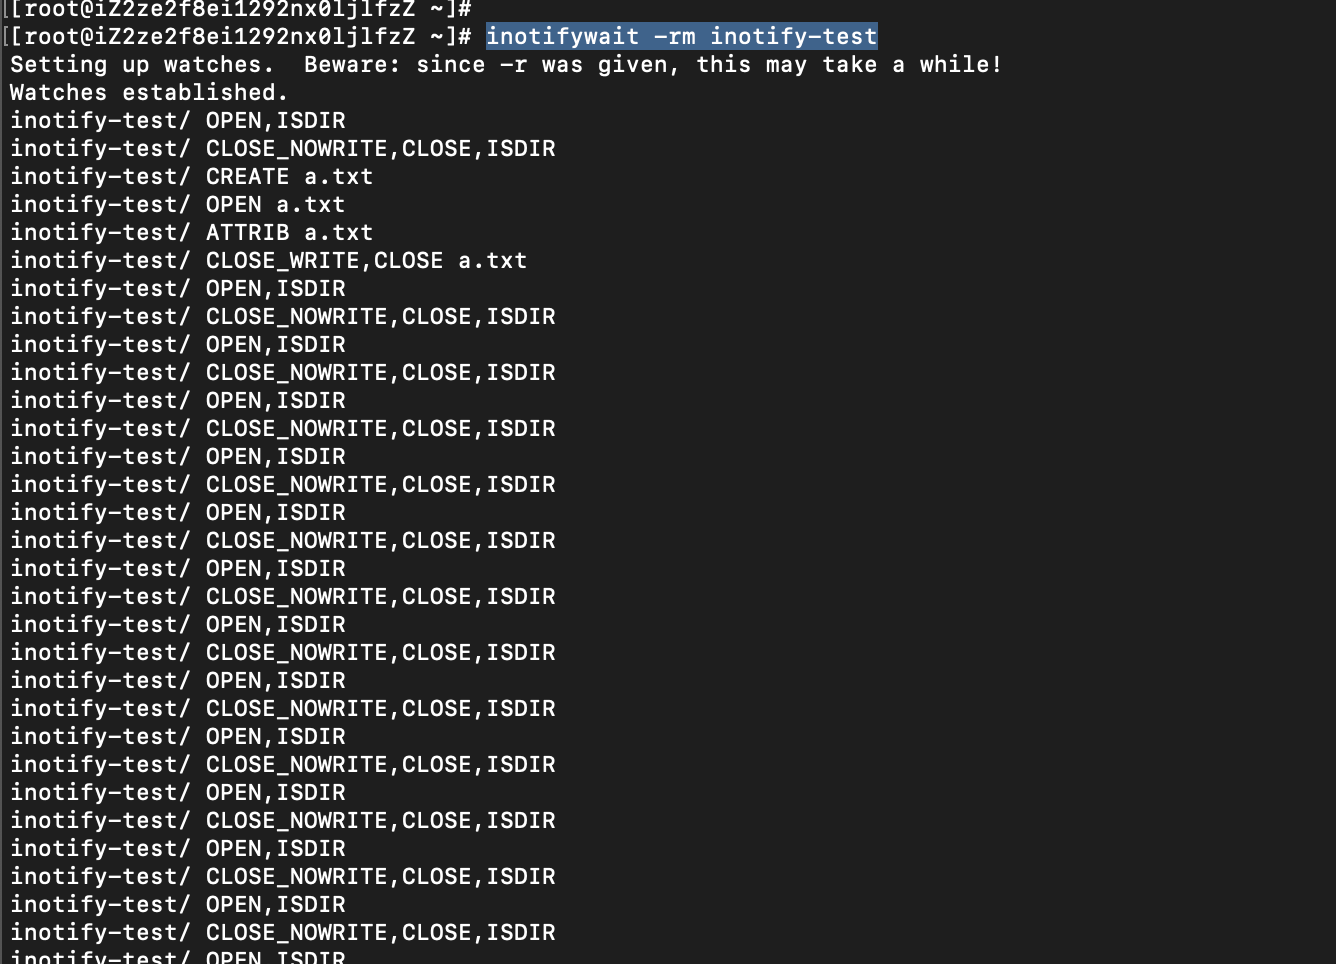 [[root@iZ2ze2f8ei1292nx0ljlfzZ ~]#
[[root@iZ2ze2f8ei1292nx0ljlfzZ ~]# inotifywait -rm inotify-test
Setting up watches.  Beware: since -r was given, this may take a while!
Watches established.
inotify-test/ OPEN,ISDIR
inotify-test/ CLOSE_NOWRITE,CLOSE,ISDIR
inotify-test/ CREATE a.txt
inotify-test/ OPEN a.txt
inotify-test/ ATTRIB a.txt
inotify-test/ CLOSE_WRITE,CLOSE a.txt
inotify-test/ OPEN,ISDIR
inotify-test/ CLOSE_NOWRITE,CLOSE,ISDIR
inotify-test/ OPEN,ISDIR
inotify-test/ CLOSE_NOWRITE,CLOSE,ISDIR
inotify-test/ OPEN,ISDIR
inotify-test/ CLOSE_NOWRITE,CLOSE,ISDIR
inotify-test/ OPEN,ISDIR
inotify-test/ CLOSE_NOWRITE,CLOSE,ISDIR
inotify-test/ OPEN,ISDIR
inotify-test/ CLOSE_NOWRITE,CLOSE,ISDIR
inotify-test/ OPEN,ISDIR
inotify-test/ CLOSE_NOWRITE,CLOSE,ISDIR
inotify-test/ OPEN,ISDIR
inotify-test/ CLOSE_NOWRITE,CLOSE,ISDIR
inotify-test/ OPEN,ISDIR
inotify-test/ CLOSE_NOWRITE,CLOSE,ISDIR
inotify-test/ OPEN,ISDIR
inotify-test/ CLOSE_NOWRITE,CLOSE,ISDIR
inotify-test/ OPEN,ISDIR
inotify-test/ CLOSE_NOWRITE,CLOSE,ISDIR
inotify-test/ OPEN,ISDIR
inotify-test/ CLOSE_NOWRITE,CLOSE,ISDIR
inotify-test/ OPEN,ISDIR
inotify-test/ CLOSE_NOWRITE,CLOSE,ISDIR
inotify-test/ OPEN,ISDIR